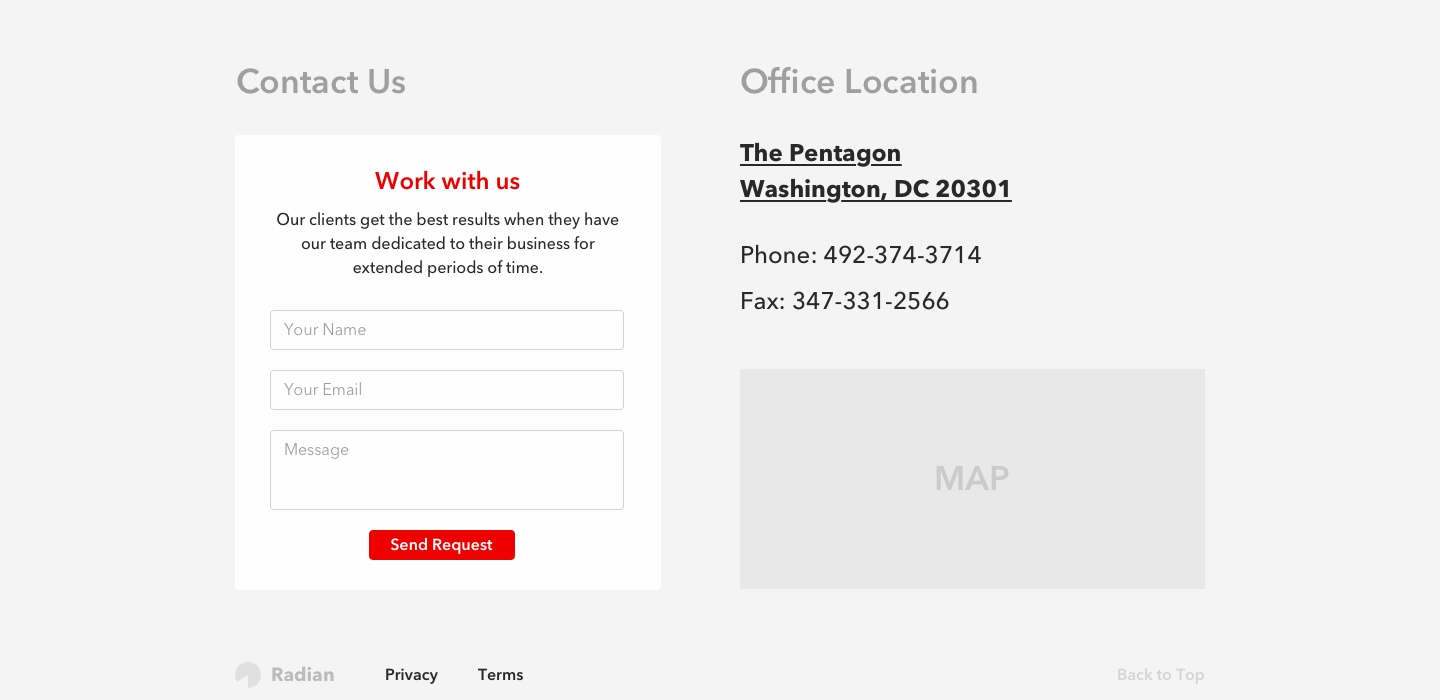 Contact Us
Work with us
Our clients get the best results when they have
our team dedicated to their business for
extended periods of time.
Your Name
Your Email
Message
Send Request
Office Location
The Pentagon
Washington, DC 20301
Phone: 492-374-3714
Fax: 347-331-2566
MAP
Radian
Privacy
Terms
Back to Top